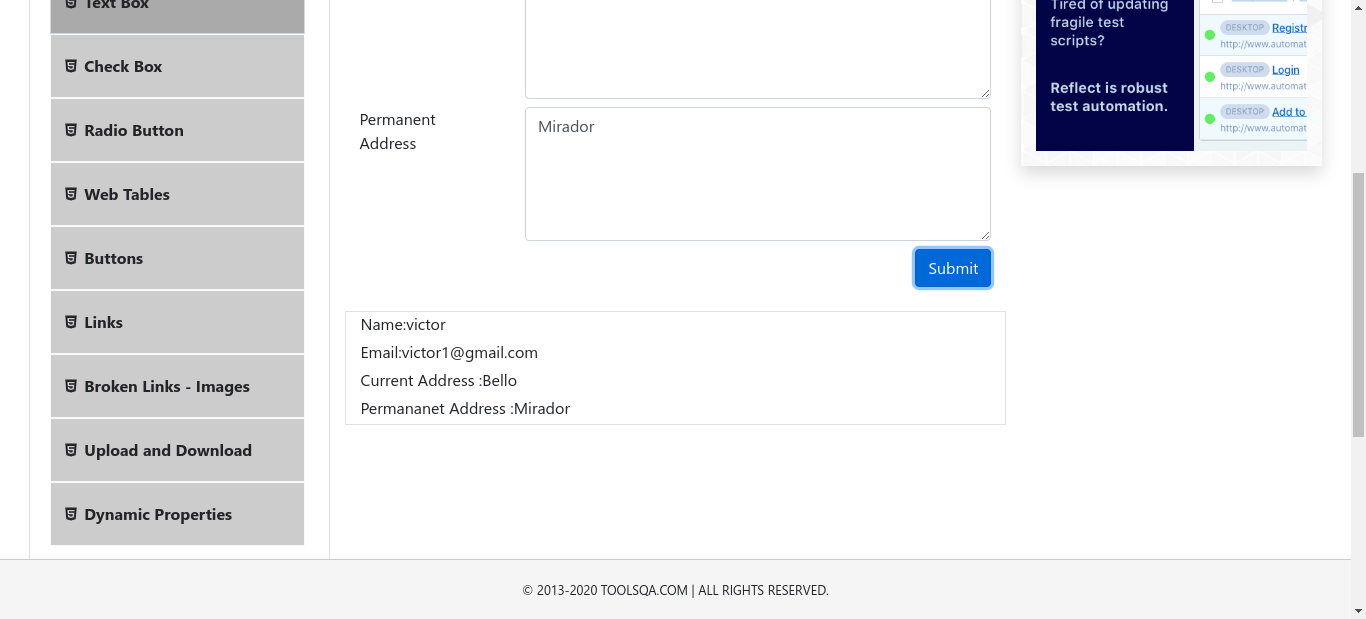 Text Box
Check Box
Radio Button
Web Tables
Buttons
Links
Broken Links - Images
Upload and Download
Dynamic Properties
Permanent
Address
Mirador
Submit
Name:victor
Email:victor1@gmail.com
Current Address :Bello
Permananet Address :Mirador
Tired of updating
fragile test
scripts?
Reflect is robust
test automation.
DESKTOP Registr
http://www.automat
DESKTOP Login
http://www.automat
DESKTOP Add to
http://www.automat
© 2013-2020 TOOLSQA.COM | ALL RIGHTS RESERVED.